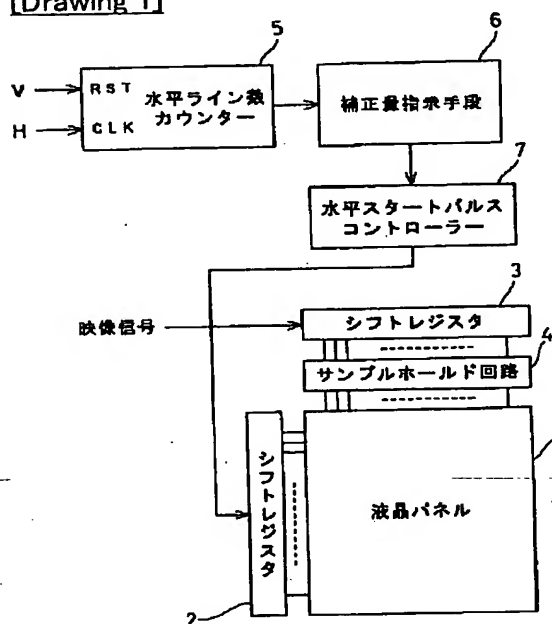 [Drawing 1]
5
6
V
RST
水平ライン数
カウンター
H
CLK
補正量指示手段
7
水平スタートパルス
コントローラー
3
映像信号
シフトレジスタ
4
サンプルホールド回路
シフトレジスタ
液晶パネル
2